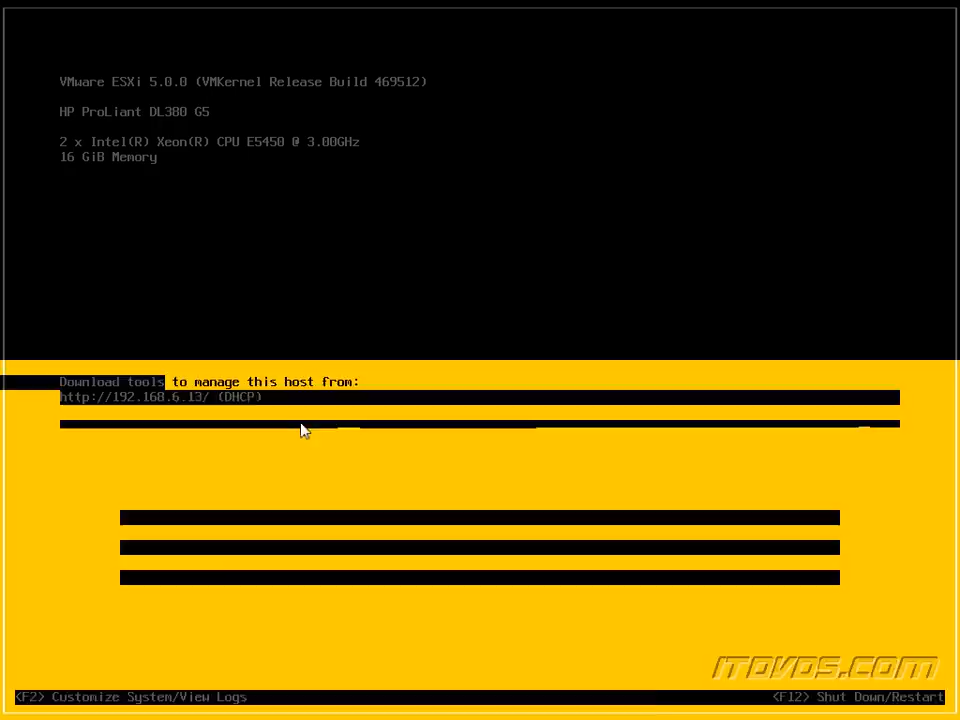 VMware ESXi 5.0.0 (VMKernel Release Build 469512)
HP ProLiant DL380 G5
2 x Intel(R) Xeon(R) CPU E5450 @ 3.00GHz
16 GiB Memory
Download tools to manage this host from:
http://192.168.6.13/ (DHCP)
ITOVOS.COM
<F2> Customize System/View Logs
<F12> Shut Down/Restart